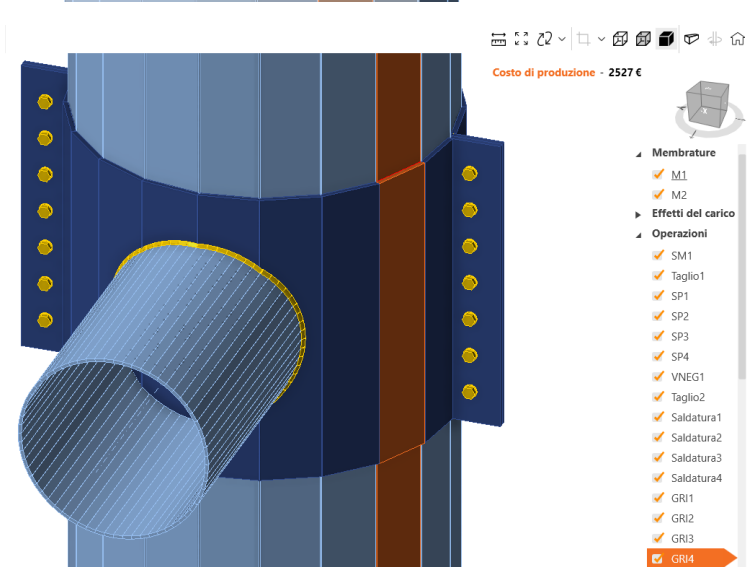 Costo di produzione - 2527 €
Membrature
M1
M2
Effetti del carico
Operazioni
SM1
Taglio1
SP1
SP2
SP3
SP4
VNEG1
Taglio2
Saldatura1
Saldatura2
Saldatura3
Saldatura4
GRI1
GRI2
GRI3
GRI4